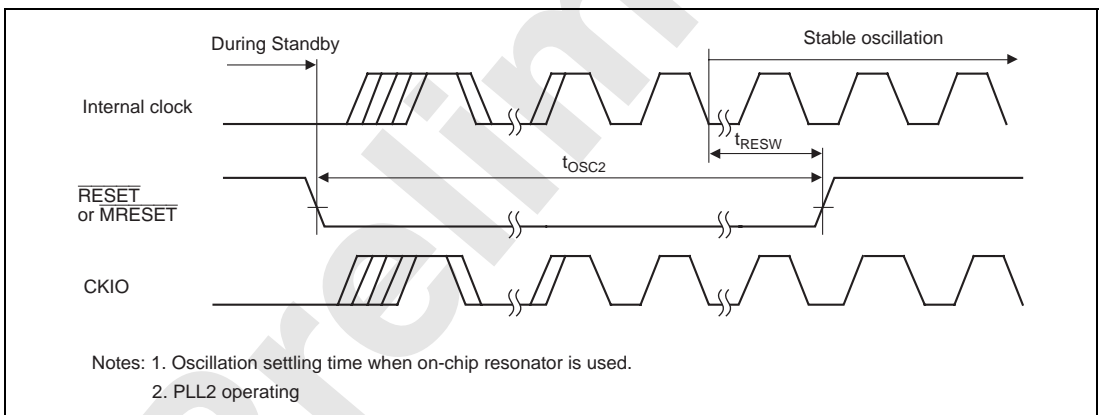 During Standby
Stable oscillation
Internal clock
tRESW
tOSC2
RESET
or MRESET
CKIO
Notes: 1. Oscillation settling time when on-chip resonator is used.
2. PLL2 operating
Prelim